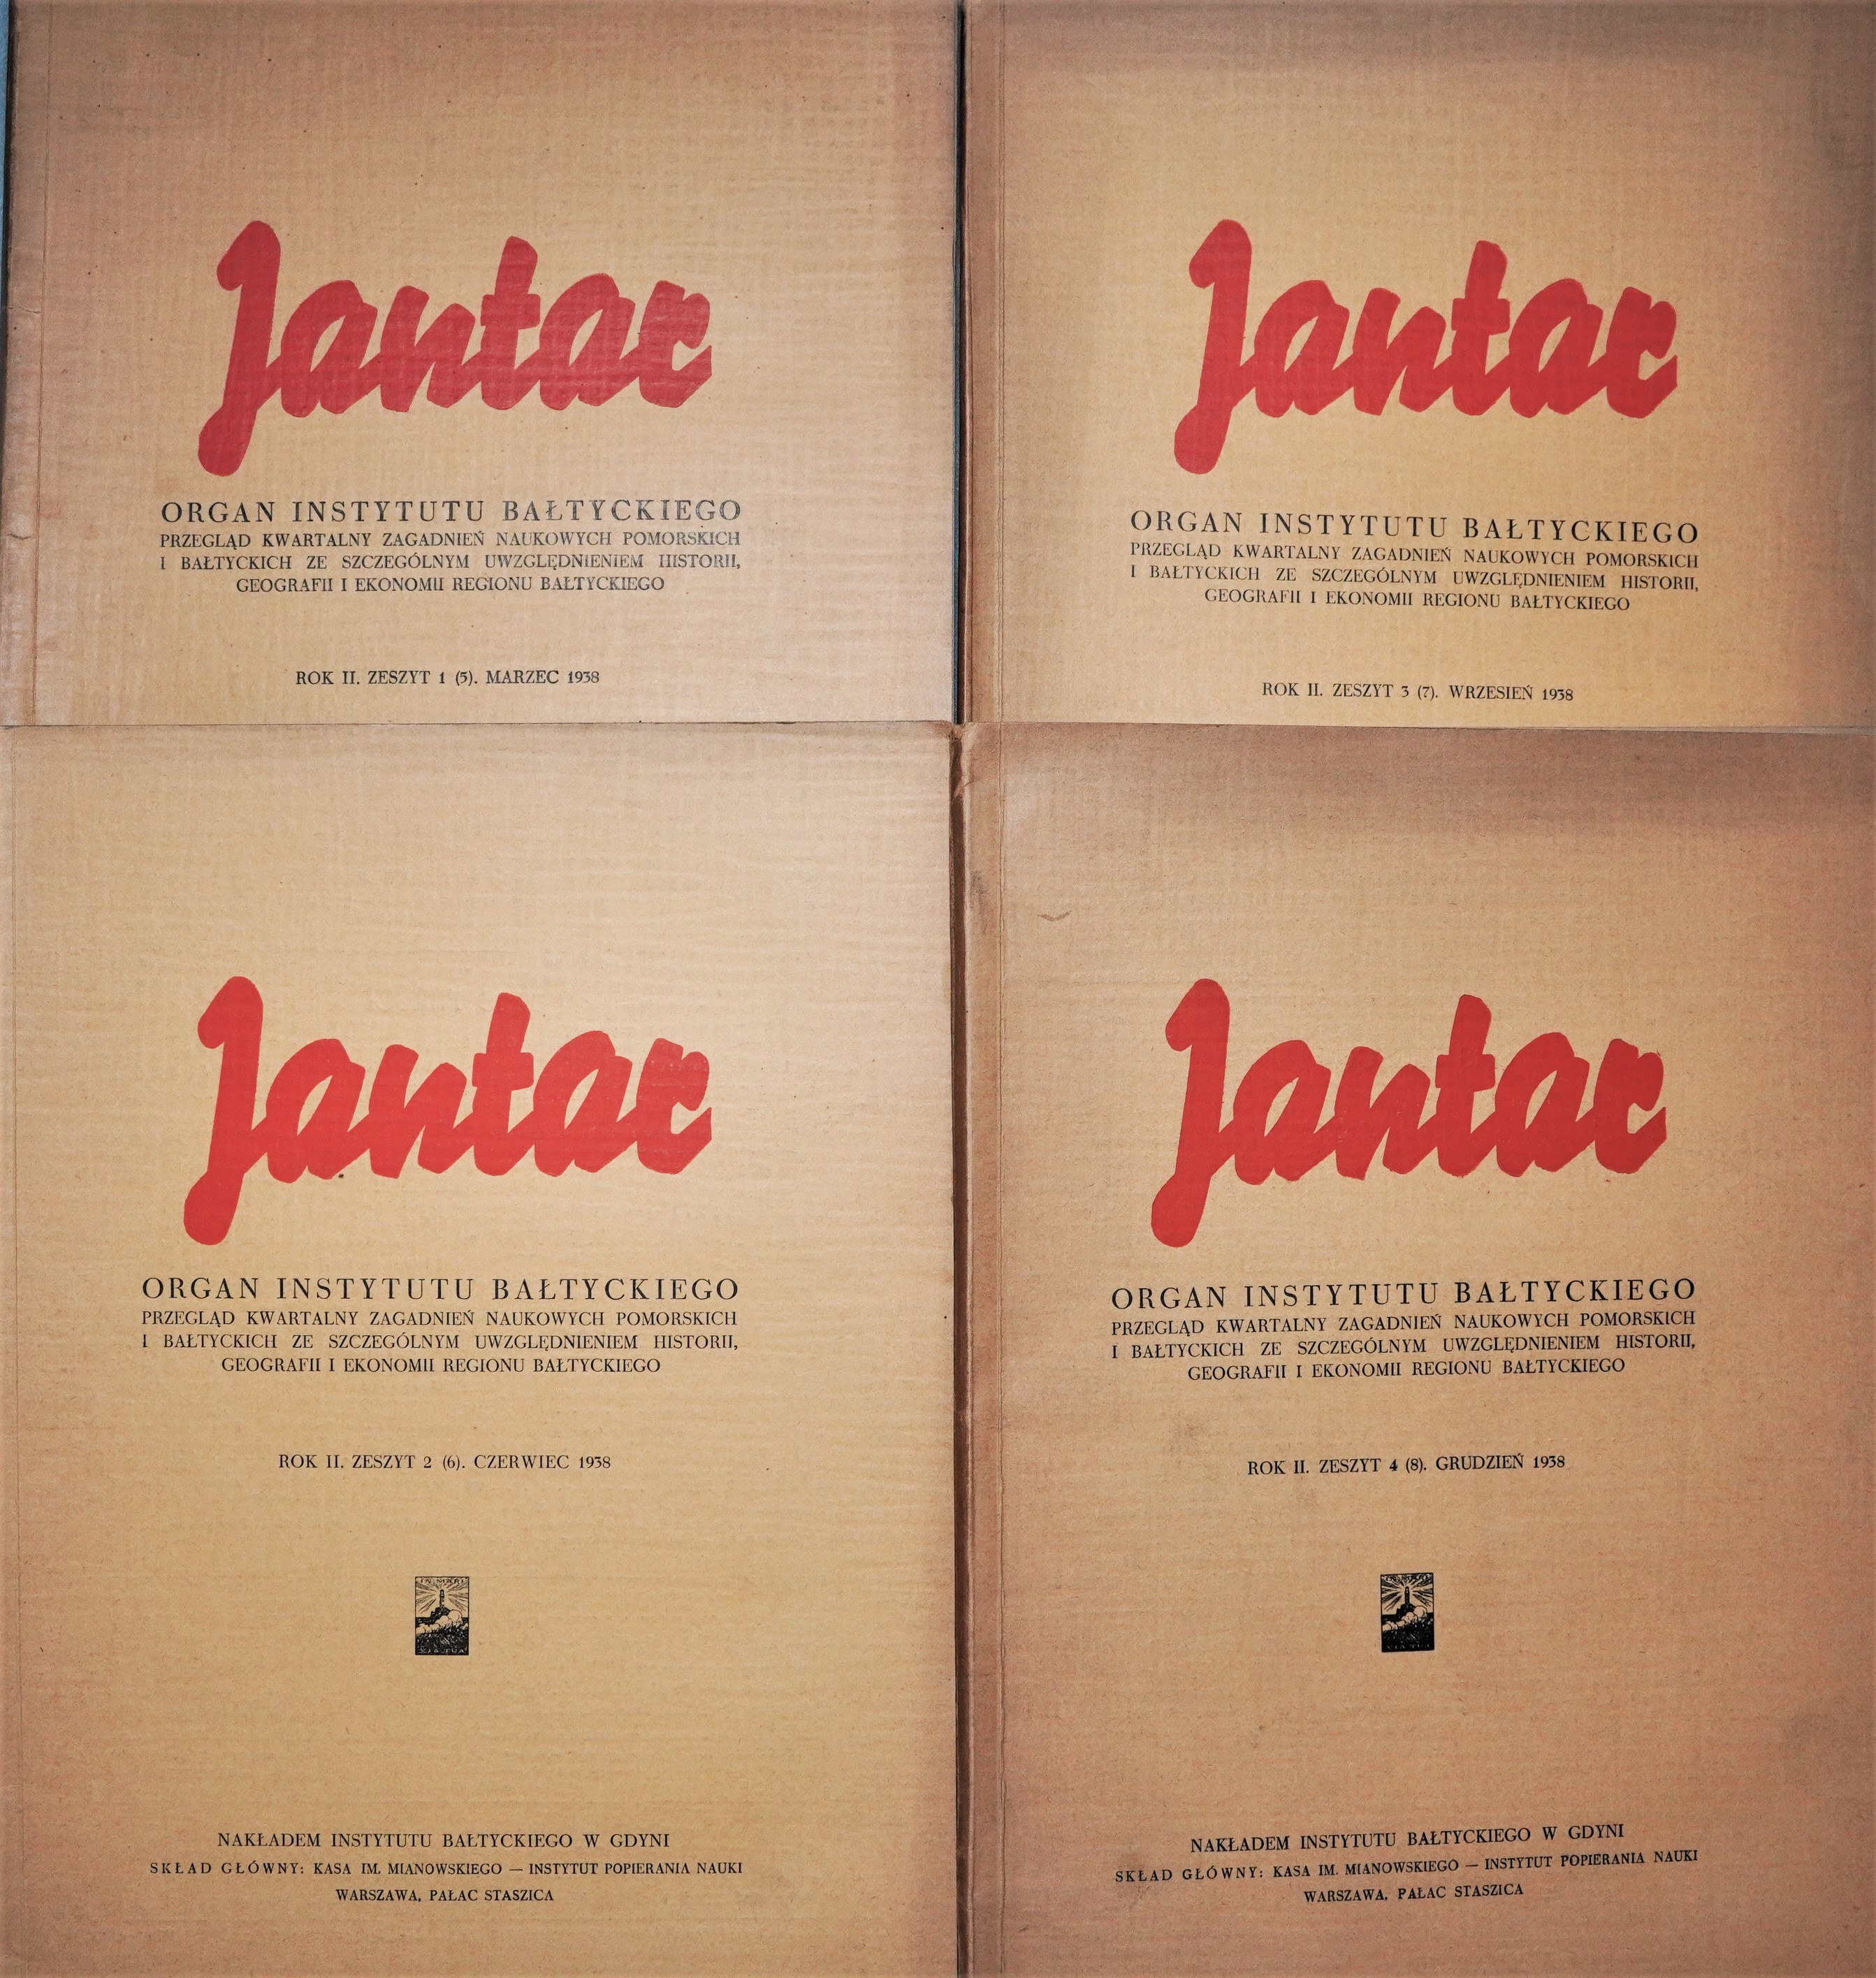 Jantar
ORGAN INSTYTUTU BAŁTYCKIEGO
PRZEGLĄD KWARTALNY ZAGADNIEŃ NAUKOWYCH POMORSKICH
I BAŁTYCKICH ZE SZCZEGÓLNYM UWZGLĘDNIENIEM HISTORII,
GEOGRAFII I EKONOMII REGIONU BAŁTYCKIEGO
ROK II. ZESZYT 1 (5). MARZEC 1938
Jantar
ORGAN INSTYTUTU BAŁTYCKIEGO
PRZEGLĄD KWARTALNY ZAGADNIEŃ NAUKOWYCH POMORSKICH
I BAŁTYCKICH ZE SZCZEGÓLNYM UWZGLĘDNIENIEM HISTORII,
GEOGRAFII I EKONOMII REGIONU BAŁTYCKIEGO
ROK II. ZESZYT 3 (7). WRZESIEŃ 1938
Jantar
ORGAN INSTYTUTU BAŁTYCKIEGO
PRZEGLĄD KWARTALNY ZAGADNIEŃ NAUKOWYCH POMORSKICH
I BAŁTYCKICH ZE SZCZEGÓLNYM UWZGLĘDNIENIEM HISTORII,
GEOGRAFII I EKONOMII REGIONU BAŁTYCKIEGO
ROK II. ZESZYT 2 (6). CZERWIEC 1938
NAKŁADEM INSTYTUTU BAŁTYCKIEGO W GDYNI
SKŁAD GŁÓWNY: KASA IM. MIANOWSKIEGO — INSTYTUT POPIERANIA NAUKI
WARSZAWA, PAŁAC STASZICA
Jantar
ORGAN INSTYTUTU BAŁTYCKIEGO
PRZEGLĄD KWARTALNY ZAGADNIEŃ NAUKOWYCH POMORSKICH
I BAŁTYCKICH ZE SZCZEGÓLNYM UWZGLĘDNIENIEM HISTORII,
GEOGRAFII I EKONOMII REGIONU BAŁTYCKIEGO
ROK II. ZESZYT 4 (8). GRUDZIEŃ 1938
NAKŁADEM INSTYTUTU BAŁTYCKIEGO W GDYNI
SKŁAD GŁÓWNY: KASA IM. MIANOWSKIEGO — INSTYTUT POPIERANIA NAUKI
WARSZAWA, PAŁAC STASZICA